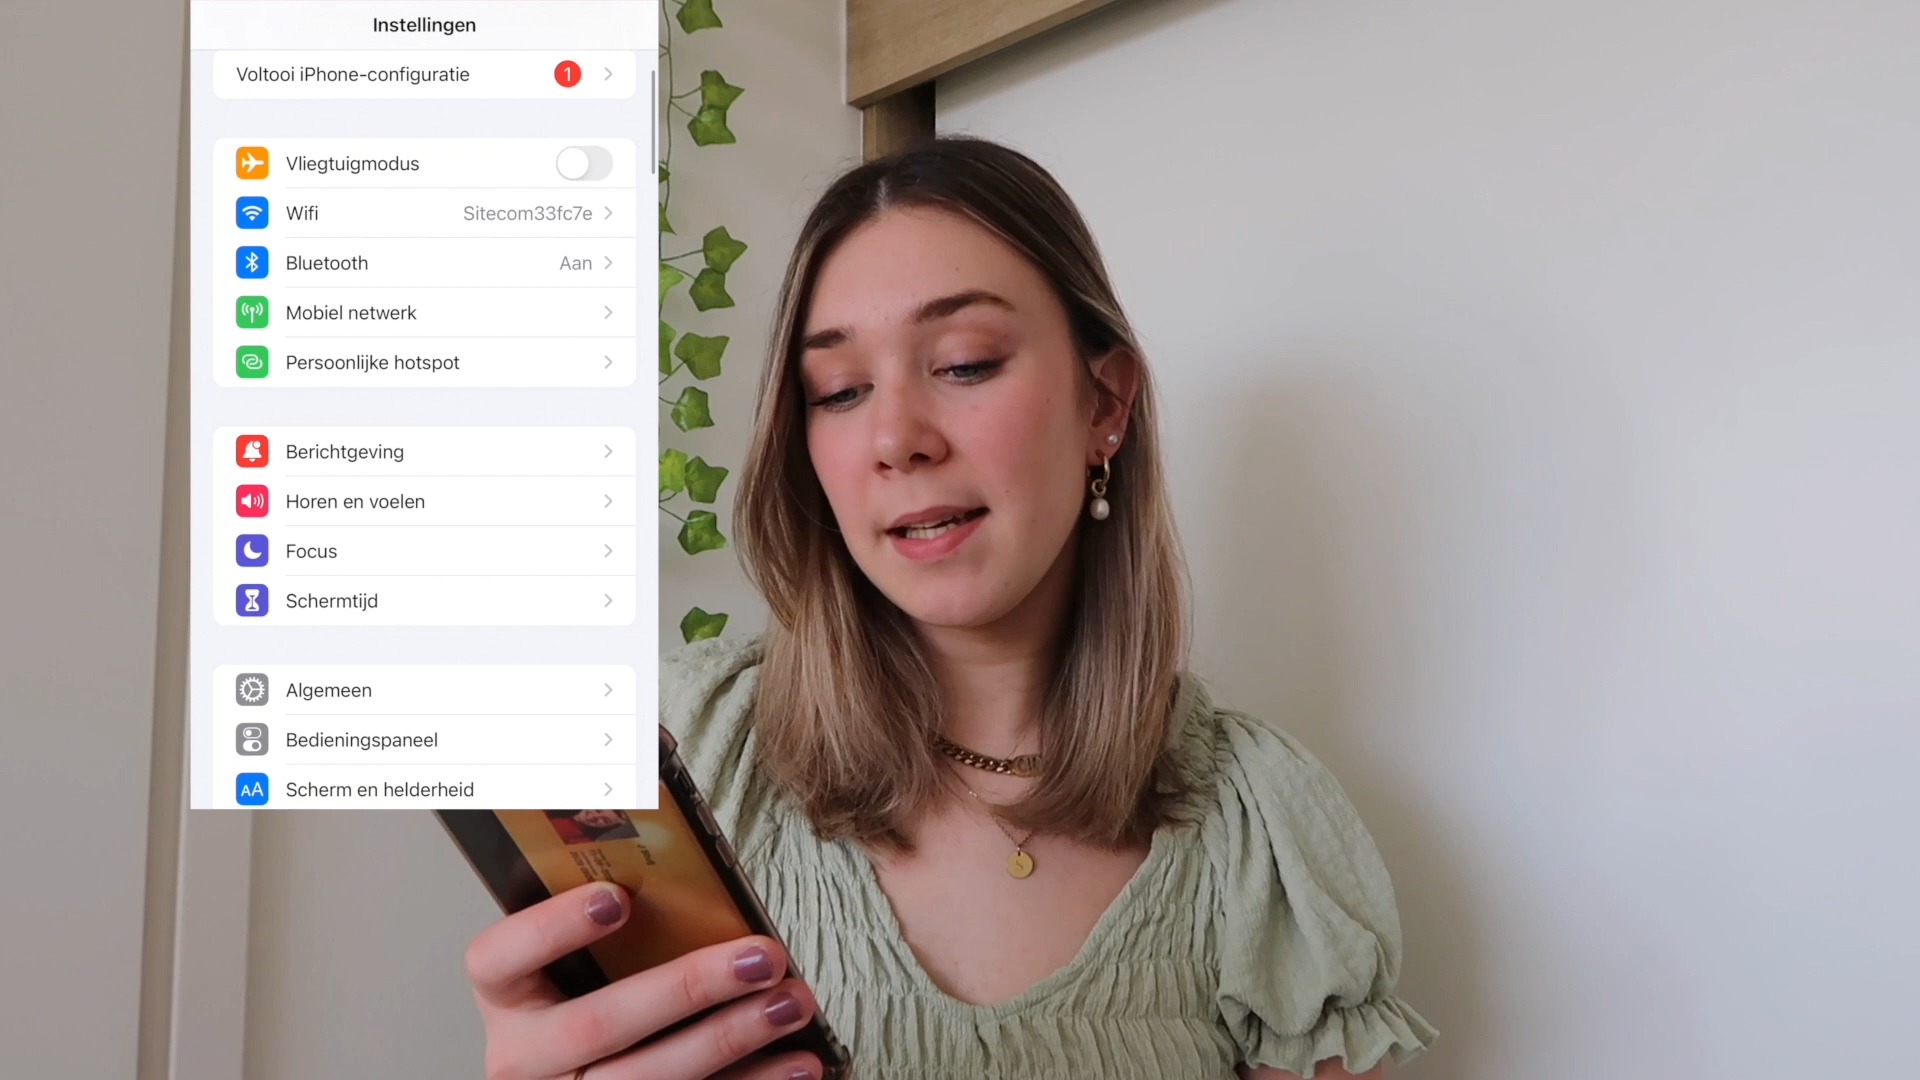 Instellingen
Voltooi iPhone-configuratie 1
Vliegtuigmodus
Wifi Sitecom33fc7e
Bluetooth Aan
Mobiel netwerk
Persoonlijke hotspot
Berichtgeving
Horen en voelen
Focus
Schermtijd
Algemeen
Bedieningspaneel
AA Scherm en helderheid